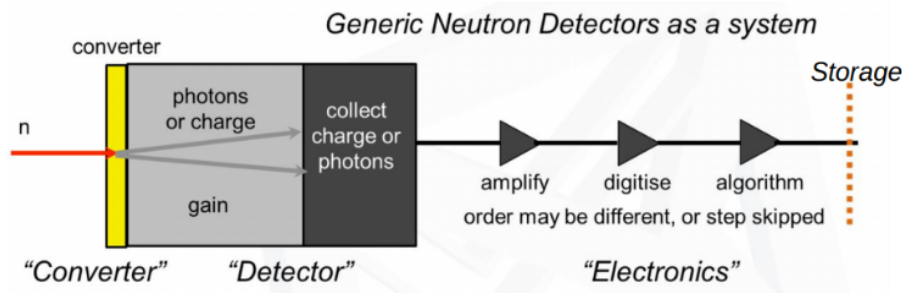 Generic Neutron Detectors as a system
converter
Storage
n
photons
or charge
gain
collect
charge or
photons
amplify
digitise
algorithm
order may be different, or step skipped
“Converter”
“Detector”
“Electronics”